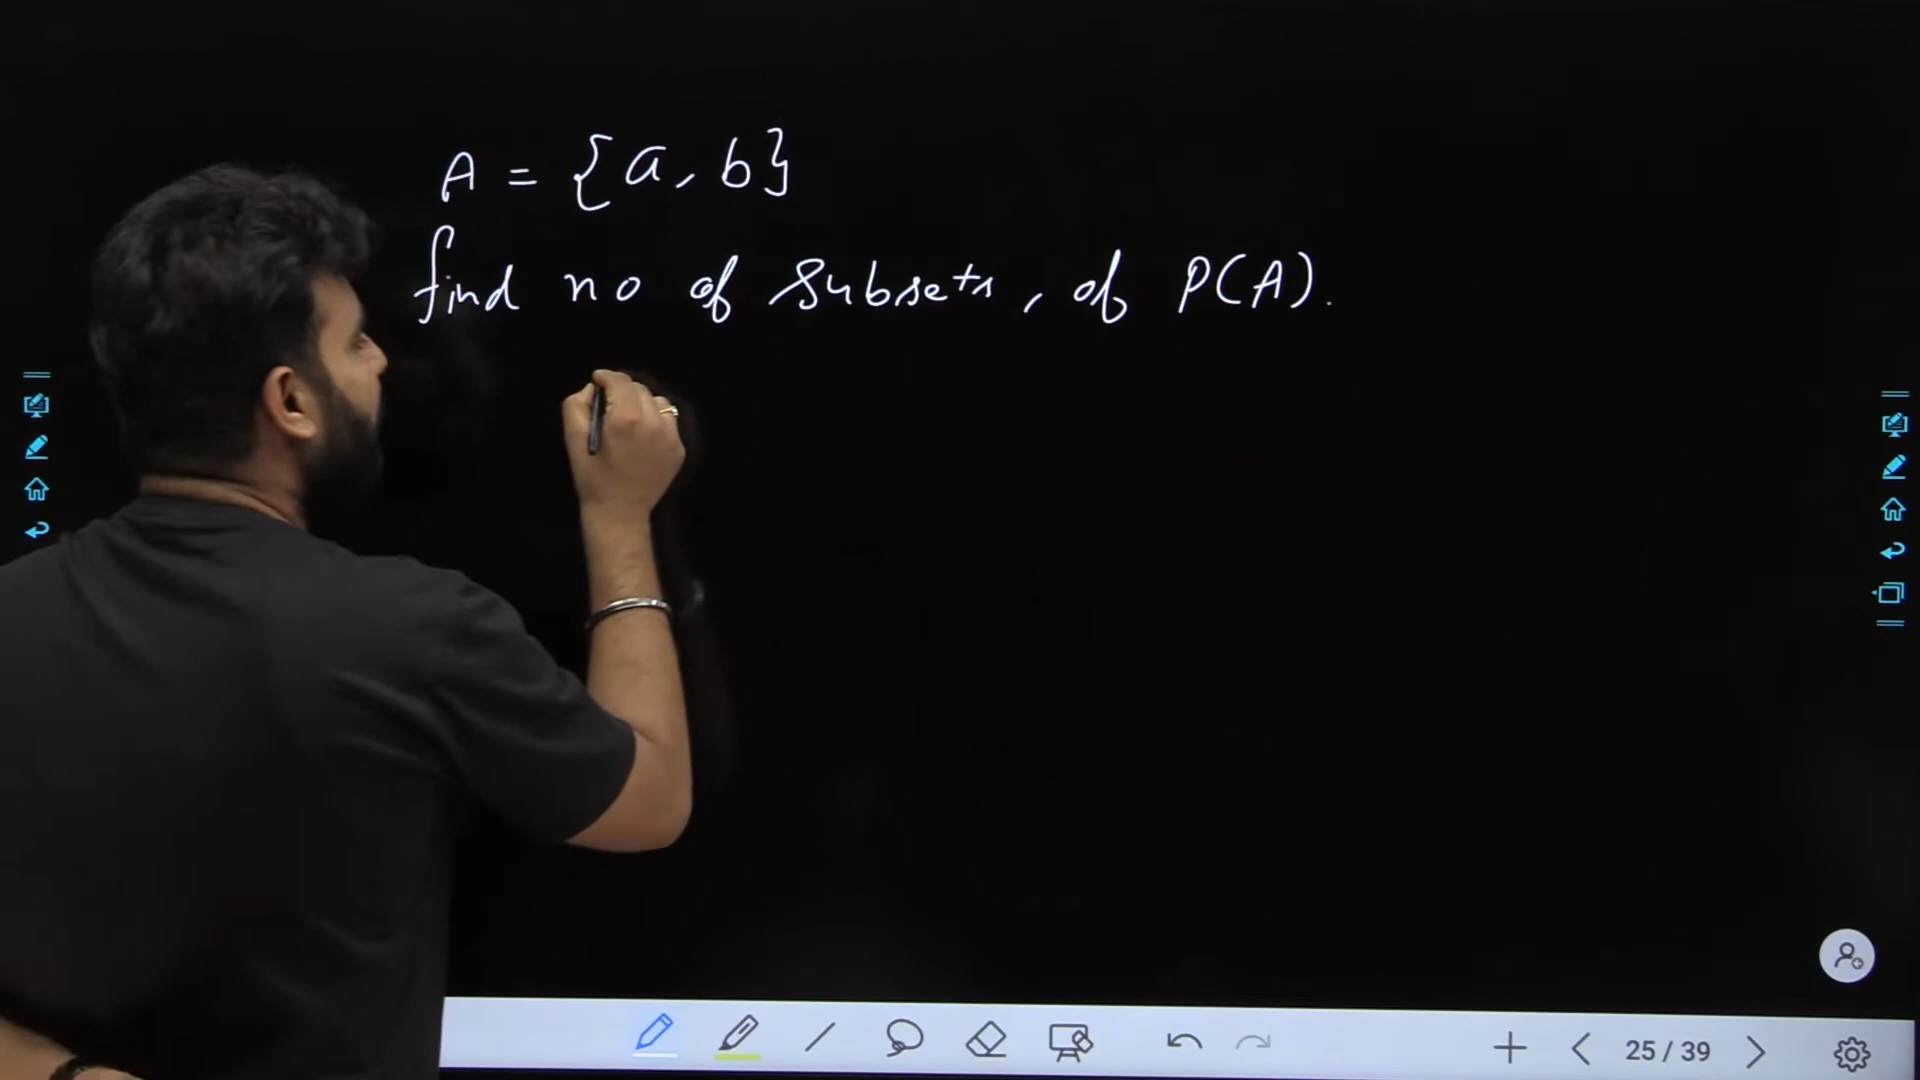 A = {a, b}
find no of Subsets, of P(A).
25 / 39